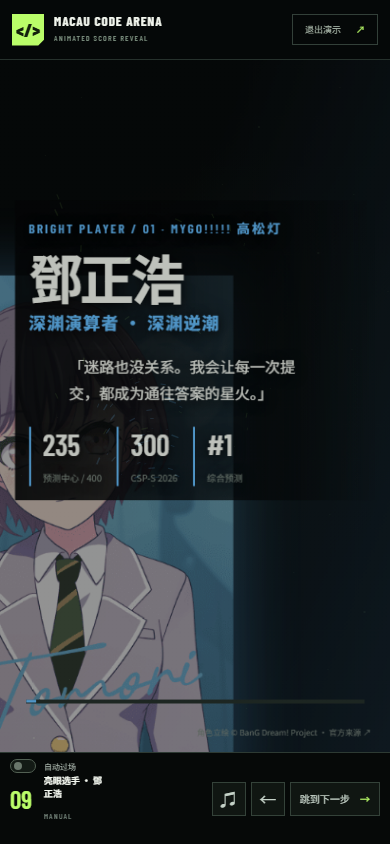 </>
MACAU CODE ARENA
ANIMATED SCORE REVEAL
退出演示 ↗
BRIGHT PLAYER / 01 · MYGO!!!!! 高松灯
鄧正浩
深渊演算者 · 深渊逆潮
「迷路也没关系。我会让每一次提
交，都成为通往答案的星火。」
235 300 #1
预测中心 / 400 CSP-S 2026 综合预测
Tomori
色立绘 © BanG Dream! Project · 官方来源 ↗
自动过场
09 亮眼选手 · 鄧
正浩
MANUAL
← 跳到下一步 →